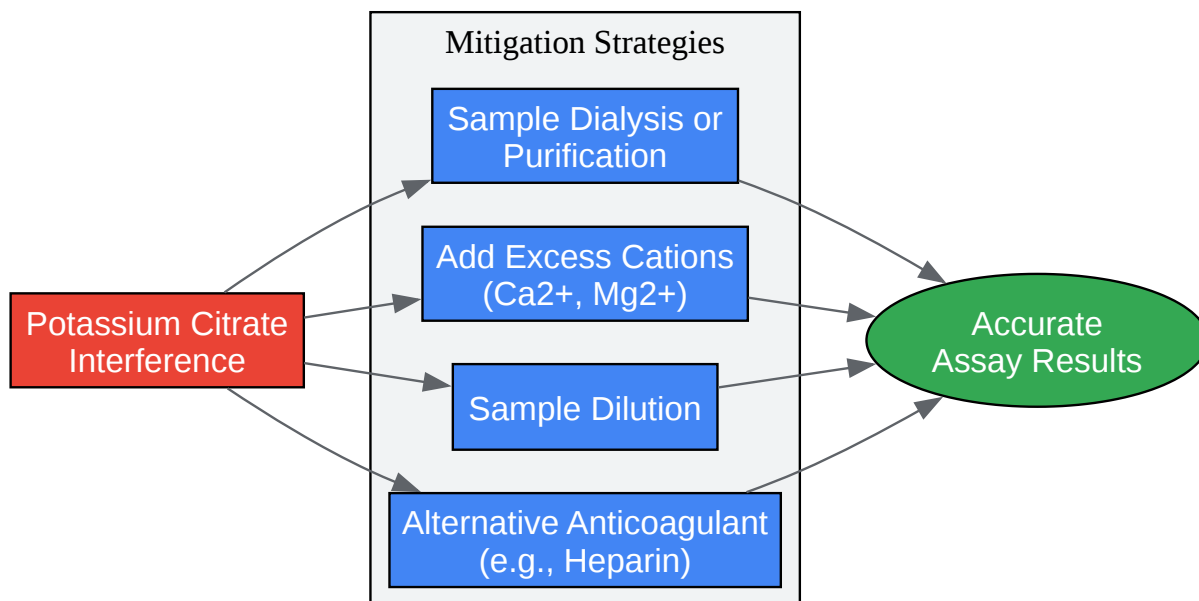 Mitigation Strategies
Sample Dialysis or
Purification
Add Excess Cations
(Ca2+, Mg2+)
Potassium Citrate
Interference
Accurate
Assay Results
Sample Dilution
Alternative Anticoagulant
(e.g., Heparin)